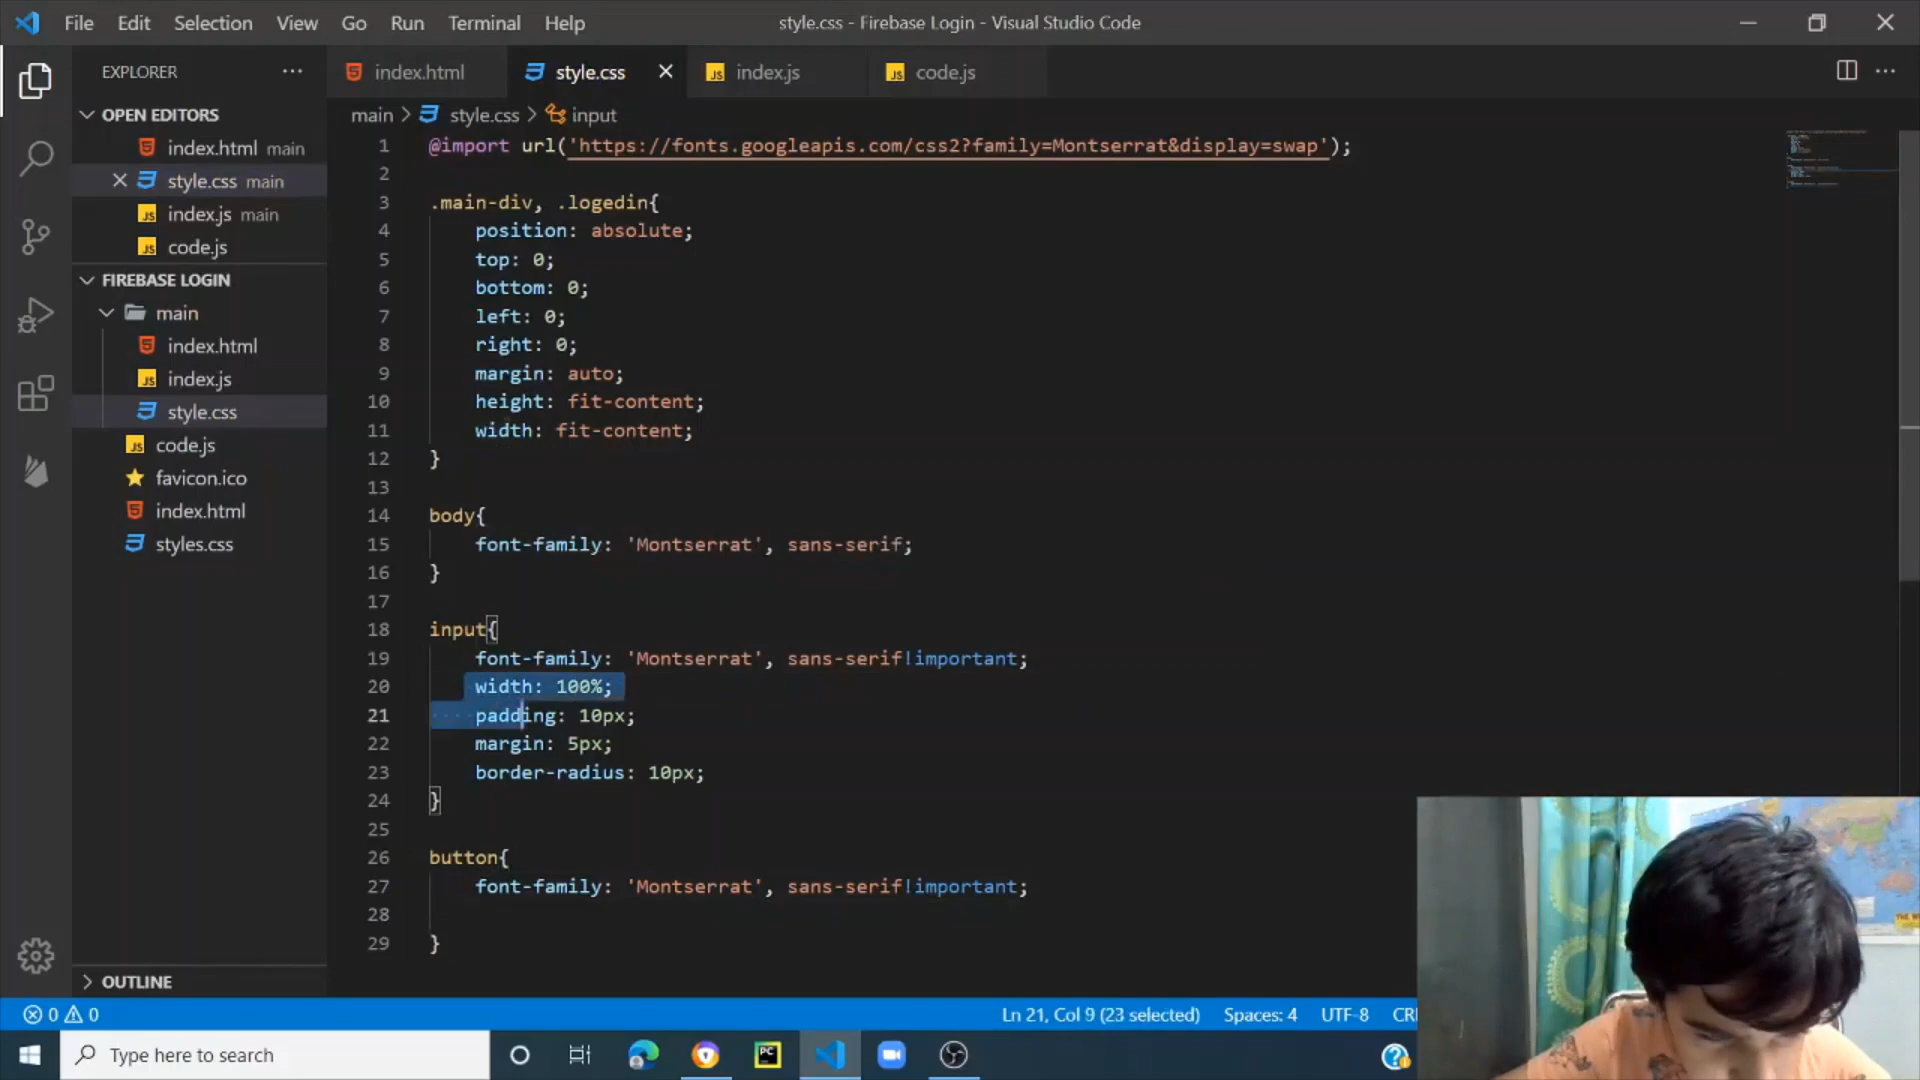 File Edit Selection View Go Run Terminal Help
style.css - Firebase Login - Visual Studio Code
EXPLORER
OPEN EDITORS
index.html main
style.css main
index.js main
code.js
FIREBASE LOGIN
main
index.html
index.js
style.css
code.js
favicon.ico
index.html
styles.css
OUTLINE
index.html
style.css
index.js
code.js
main > style.css > input
1 @import url('https://fonts.googleapis.com/css2?family=Montserrat&display=swap');
2
3 .main-div, .logedin{
4 position: absolute;
5 top: 0;
6 bottom: 0;
7 left: 0;
8 right: 0;
9 margin: auto;
10 height: fit-content;
11 width: fit-content;
12 }
13
14 body{
15 font-family: 'Montserrat', sans-serif;
16 }
17
18 input{
19 font-family: 'Montserrat', sans-serif!important;
20 width: 100%;
21 padding: 10px;
22 margin: 5px;
23 border-radius: 10px;
24 }
25
26 button{
27 font-family: 'Montserrat', sans-serif!important;
28
29 }
0 0
Ln 21, Col 9 (23 selected) Spaces: 4 UTF-8 CR
Type here to search
PC